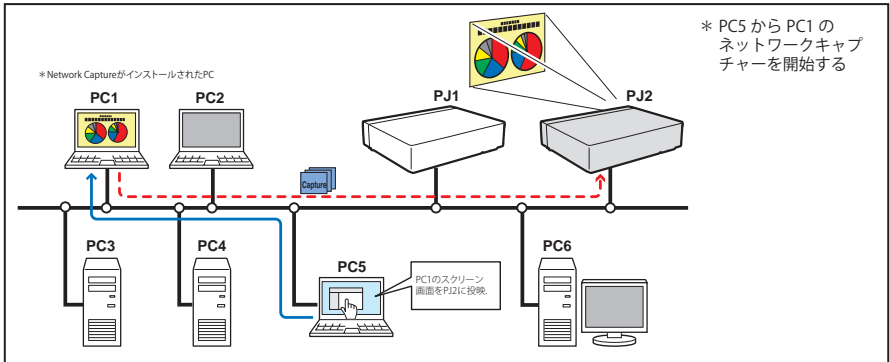 ＊ PC5 から PC1 の
ネットワークキャプ
チャーを開始する
＊Network CaptureがインストールされたPC
PC1
PC2
PJ1
PJ2
Capture
PC3
PC4
PC5
PC6
PC1のスクリーン
画面をPJ2に投映.